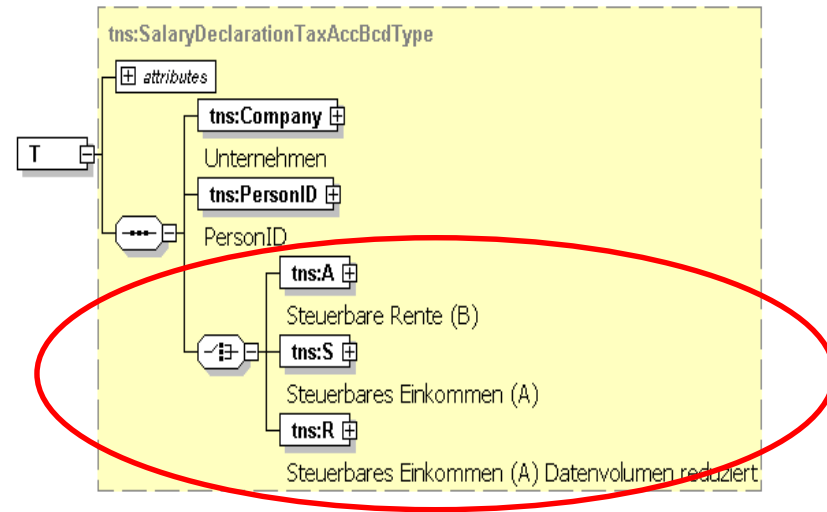 tns:SalaryDeclarationTaxAccBcdType
attributes
tns:Company
Unternehmen
T
tns:PersonID
PersonID
tns:A
Steuerbare Rente (B)
tns:S
Steuerbares Einkommen (A)
tns:R
Steuerbares Einkommen (A) Datenvolumen reduziert